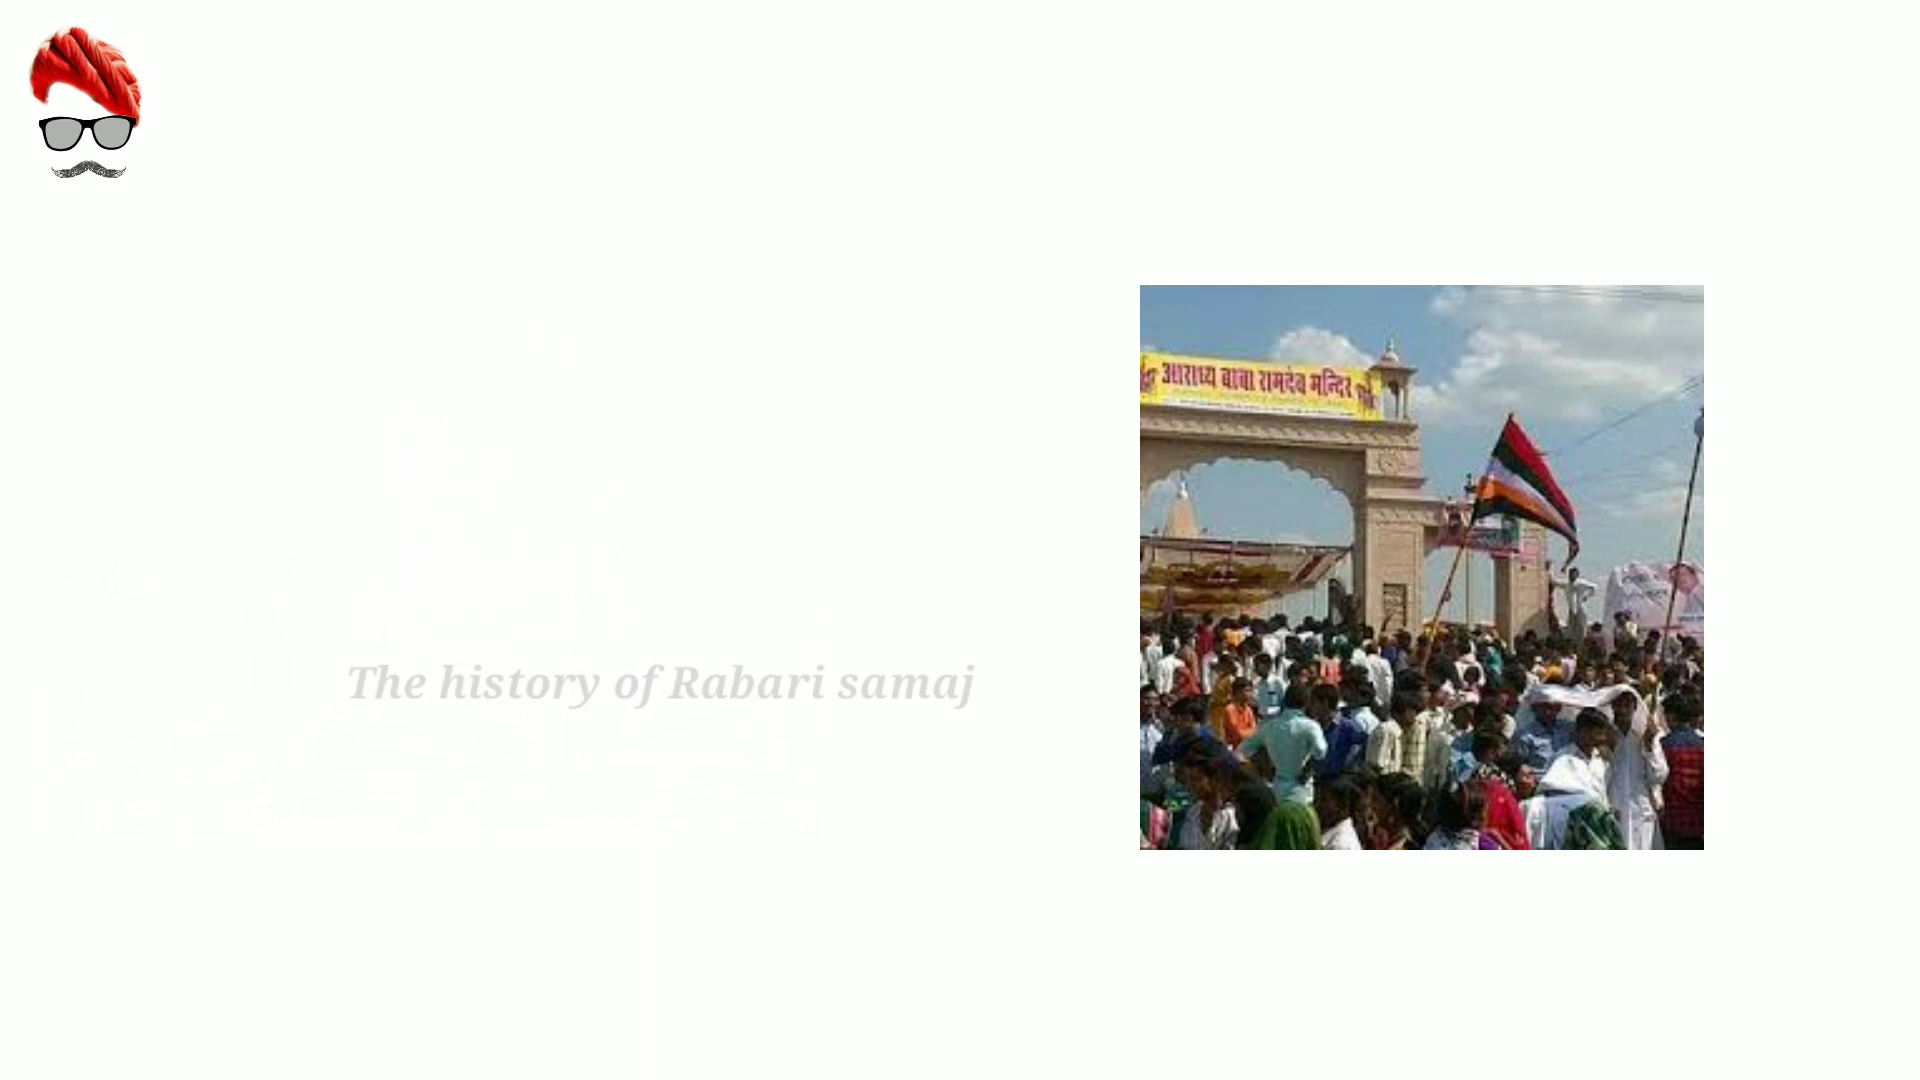 आराध्य बाबा रामदेव मन्दिर
The history of Rabari samaj